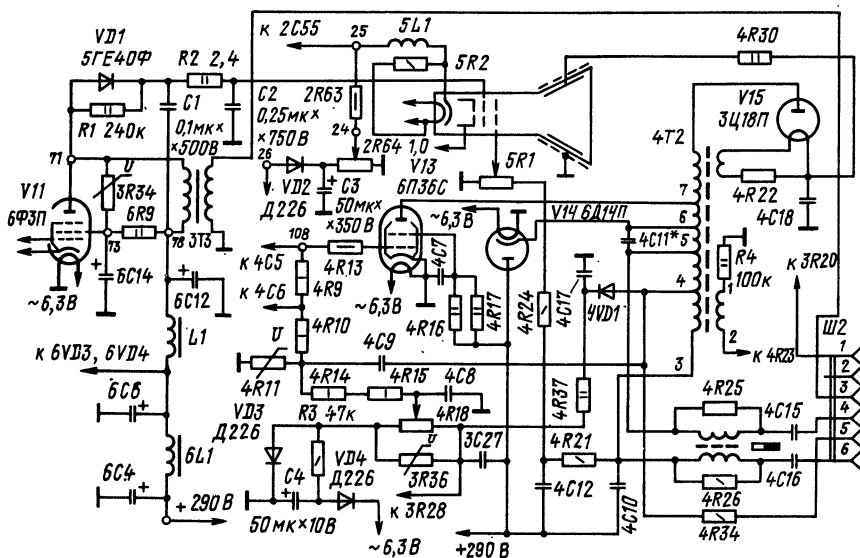 к 2С55
25
5L1
4R30
VD1
5ГЕ40Ф
R2 2,4
5R2
2R63
V15
3Ц18П
C1
C2
0,25мк×
×750В
R1 240к
0,1мк×
×500В
24
2R64
1,0
4Т2
71
26
V13
6П36С
5R1
V11
6Ф3П
U
3R34
VD2
Д226
C3
50мк×
×350В
7
4R22
~6,3В
V14 6Д14П
6
4C18
6R9
73
78
3Т3
108
4C11*
5
к 4С5
4R13
4C7
R4
100к
к 3R20
6C14
4R9
4
~6,3В
6C12
к 4С6
~6,3В
4R16
4R17
4R24
4C17
4VD1
1
L1
U
4R10
4C9
2
Ш2
3
к 4R23
1
к 6VD3, 6VD4
4R11
4R14
4R15
4C8
4R37
4R25
2
3
6C6
VD3
Д226
R3 47к
4R18
4C15
4
VD4
Д226
U
4R21
5
6L1
3R36
3C27
6
C4
4C12
4C16
6C4
к 3R28
4C10
4R26
+290В
50мк×10В
~6,3В
+290В
4R34